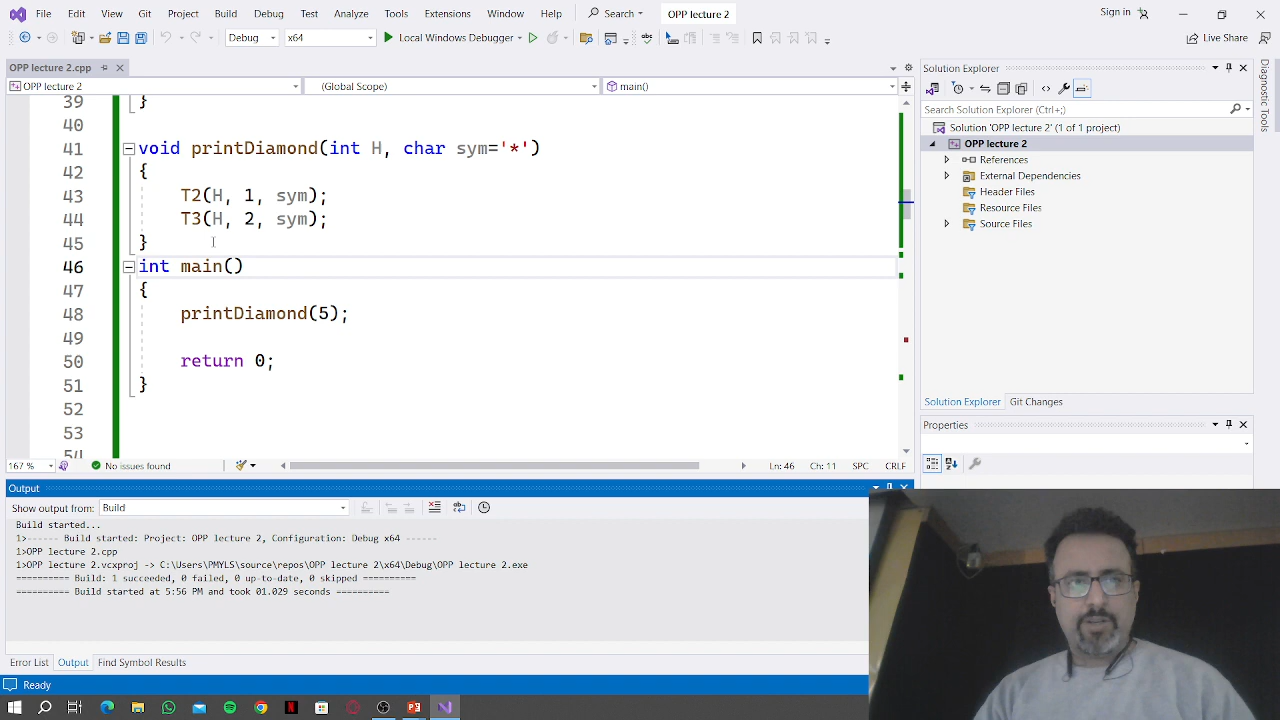 File Edit View Git Project Build Debug Test Analyze Tools Extensions Window Help Search OPP lecture 2 Sign in
Debug x64 Local Windows Debugger Live Share
OPP lecture 2.cpp
OPP lecture 2 (Global Scope) main()
39 }
40
41 void printDiamond(int H, char sym='*')
42 {
43 T2(H, 1, sym);
44 T3(H, 2, sym);
45 }
46 int main()
47 {
48 printDiamond(5);
49
50 return 0;
51 }
52
53
54
167 % No issues found Ln: 46 Ch: 11 SPC CRLF
Output
Show output from: Build
Build started...
1>------ Build started: Project: OPP lecture 2, Configuration: Debug x64 ------
1>OPP lecture 2.cpp
1>OPP lecture 2.vcxproj -> C:\Users\PMYLS\source\repos\OPP lecture 2\x64\Debug\OPP lecture 2.exe
========== Build: 1 succeeded, 0 failed, 0 up-to-date, 0 skipped ==========
========== Build started at 5:56 PM and took 01.029 seconds ==========
Error List Output Find Symbol Results
Ready
Solution Explorer
Search Solution Explorer (Ctrl+;)
Solution 'OPP lecture 2' (1 of 1 project)
OPP lecture 2
References
External Dependencies
Header Files
Resource Files
Source Files
Solution Explorer Git Changes
Properties
Diagnostic Tools